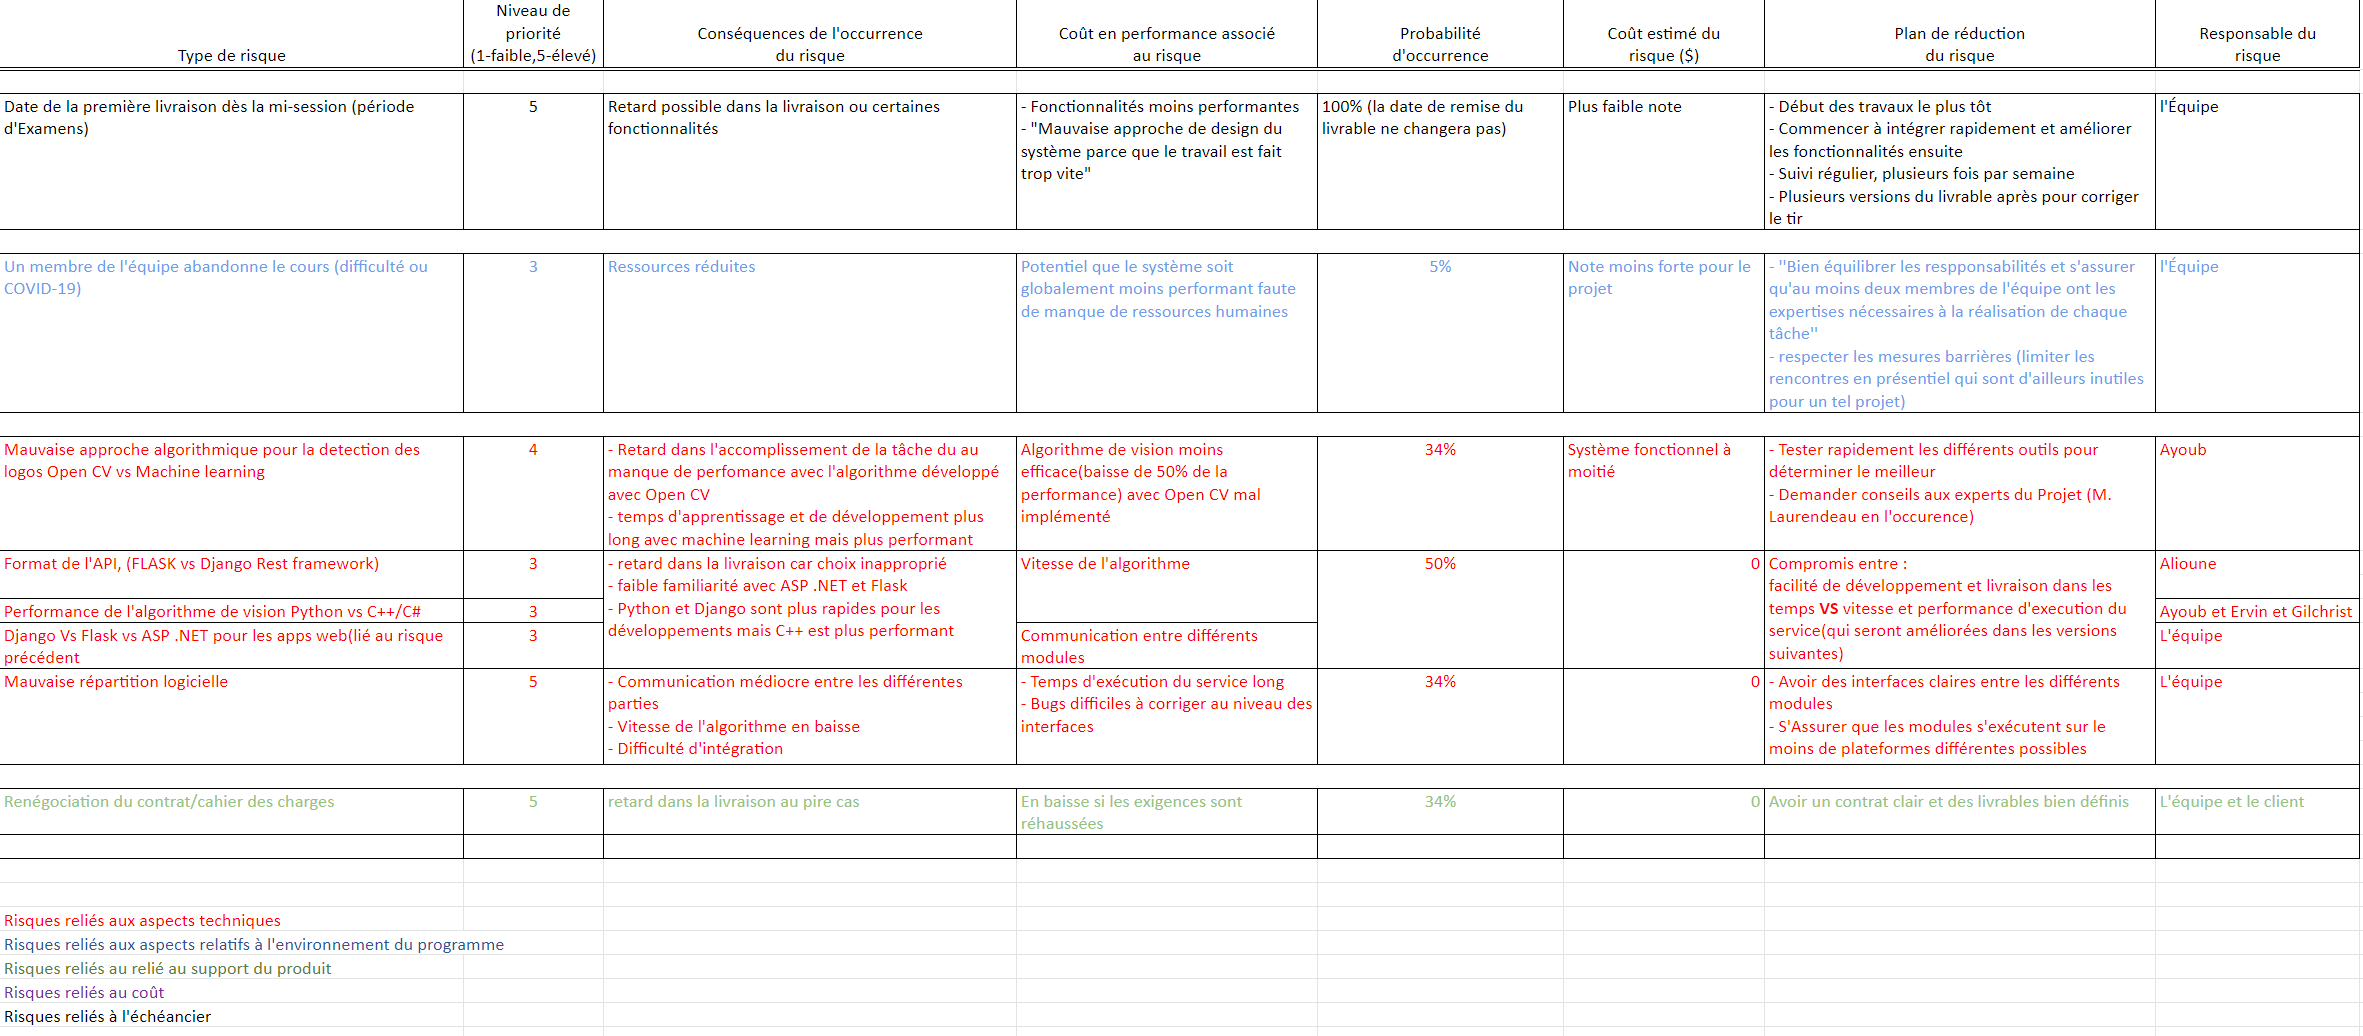 Type de risque
Niveau de
priorité
(1-faible,5-élevé)
Conséquences de l'occurrence
du risque
Coût en performance associé
au risque
Probabilité
d'occurrence
Coût estimé du
risque ($)
Plan de réduction
du risque
Responsable du
risque
Date de la première livraison dès la mi-session (période
d'Examens)
5
Retard possible dans la livraison ou certaines
fonctionnalités
- Fonctionnalités moins performantes
- "Mauvaise approche de design du
système parce que le travail est fait
trop vite"
100% (la date de remise du
livrable ne changera pas)
Plus faible note
- Début des travaux le plus tôt
- Commencer à intégrer rapidement et améliorer
les fonctionnalités ensuite
- Suivi régulier, plusieurs fois par semaine
- Plusieurs versions du livrable après pour corriger
le tir
l'Équipe
Un membre de l'équipe abandonne le cours (difficulté ou
COVID-19)
3
Ressources réduites
Potentiel que le système soit
globalement moins performant faute
de manque de ressources humaines
5%
Note moins forte pour le
projet
- ''Bien équilibrer les respponsabilités et s'assurer
qu'au moins deux membres de l'équipe ont les
expertises nécessaires à la réalisation de chaque
tâche''
- respecter les mesures barrières (limiter les
rencontres en présentiel qui sont d'ailleurs inutiles
pour un tel projet)
l'Équipe
Mauvaise approche algorithmique pour la detection des
logos Open CV vs Machine learning
4
- Retard dans l'accomplissement de la tâche du au
manque de perfomance avec l'algorithme développé
avec Open CV
- temps d'apprentissage et de développement plus
long avec machine learning mais plus performant
Algorithme de vision moins
efficace(baisse de 50% de la
performance) avec Open CV mal
implémenté
34%
Système fonctionnel à
moitié
- Tester rapidement les différents outils pour
déterminer le meilleur
- Demander conseils aux experts du Projet (M.
Laurendeau en l'occurence)
Ayoub
Format de l'API, (FLASK vs Django Rest framework)
3
- retard dans la livraison car choix inapproprié
- faible familiarité avec ASP .NET et Flask
- Python et Django sont plus rapides pour les
développements mais C++ est plus performant
Vitesse de l'algorithme
50%
0
Compromis entre :
facilité de développement et livraison dans les
temps VS vitesse et performance d'execution du
service(qui seront améliorées dans les versions
suivantes)
Alioune
Performance de l'algorithme de vision Python vs C++/C#
3
Ayoub et Ervin et Gilchrist
Django Vs Flask vs ASP .NET pour les apps web(lié au risque
précédent
3
Communication entre différents
modules
L'équipe
Mauvaise répartition logicielle
5
- Communication médiocre entre les différentes
parties
- Vitesse de l'algorithme en baisse
- Difficulté d'intégration
- Temps d'exécution du service long
- Bugs difficiles à corriger au niveau des
interfaces
34%
0
- Avoir des interfaces claires entre les différents
modules
- S'Assurer que les modules s'exécutent sur le
moins de plateformes différentes possibles
L'équipe
Renégociation du contrat/cahier des charges
5
retard dans la livraison au pire cas
En baisse si les exigences sont
réhaussées
34%
0
Avoir un contrat clair et des livrables bien définis
L'équipe et le client
Risques reliés aux aspects techniques
Risques reliés aux aspects relatifs à l'environnement du programme
Risques reliés au relié au support du produit
Risques reliés au coût
Risques reliés à l'échéancier